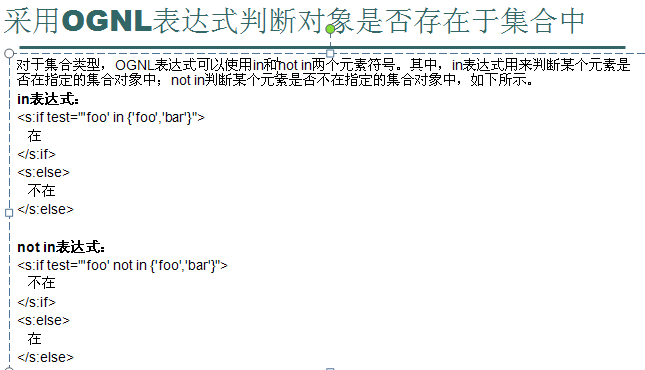 采用OGNL表达式判断对象是否存在于集合中
对于集合类型，OGNL表达式可以使用in和not in两个元素符号。其中，in表达式用来判断某个元素是
否在指定的集合对象中；not in判断某个元素是否不在指定的集合对象中，如下所示。
in表达式：
<s:if test="'foo' in {'foo','bar'}">
在
</s:if>
<s:else>
不在
</s:else>
not in表达式：
<s:if test="'foo' not in {'foo','bar'}">
不在
</s:if>
<s:else>
在
</s:else>